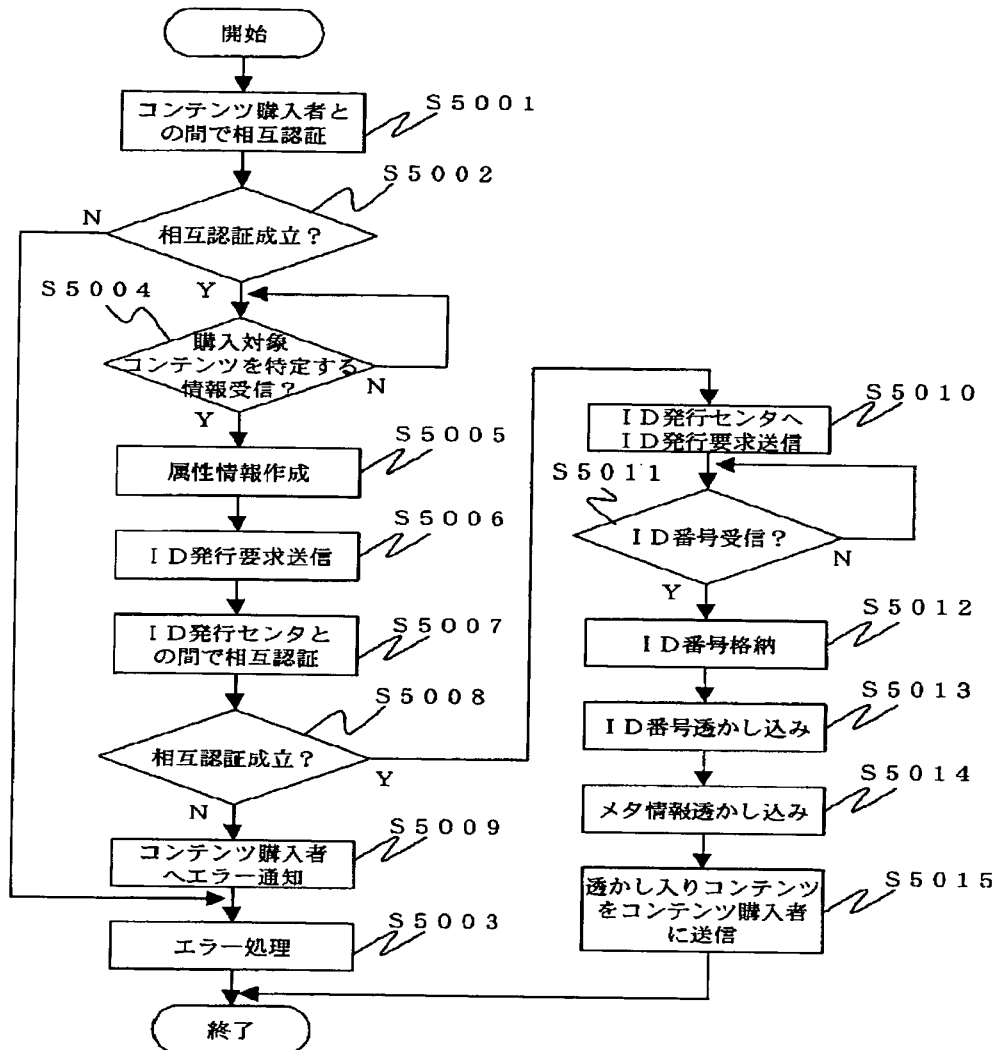 開始
コンテンツ購入者と
の間で相互認証
S5001
S5002
相互認証成立?
N
Y
S5004
購入対象
コンテンツを特定する
情報受信?
N
Y
S5005
属性情報作成
S5006
ID発行要求送信
S5007
ID発行センタと
の間で相互認証
S5008
相互認証成立?
Y
N
S5009
コンテンツ購入者
へエラー通知
S5003
エラー処理
終了
S5010
ID発行センタへ
ID発行要求送信
S5011
ID番号受信?
N
Y
S5012
ID番号格納
S5013
ID番号透かし込み
S5014
メタ情報透かし込み
S5015
透かし入りコンテンツ
をコンテンツ購入者
に送信